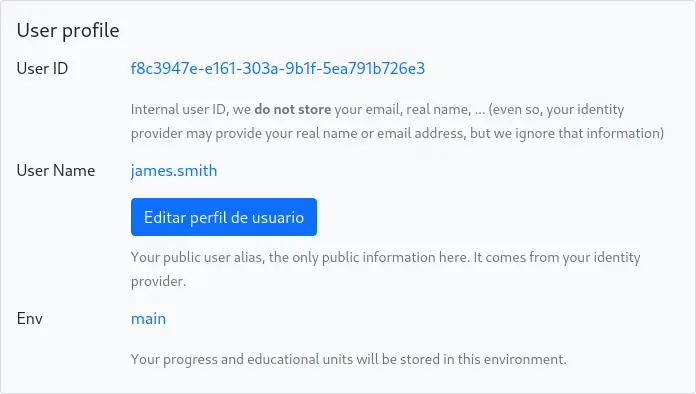 User profile
User ID f8c3947e-e161-303a-9b1f-5ea791b726e3
Internal user ID, we do not store your email, real name, ... (even so, your identity
provider may provide your real name or email address, but we ignore that information)
User Name james.smith
Editar perfil de usuario
Your public user alias, the only public information here. It comes from your identity
provider.
Env main
Your progress and educational units will be stored in this environment.